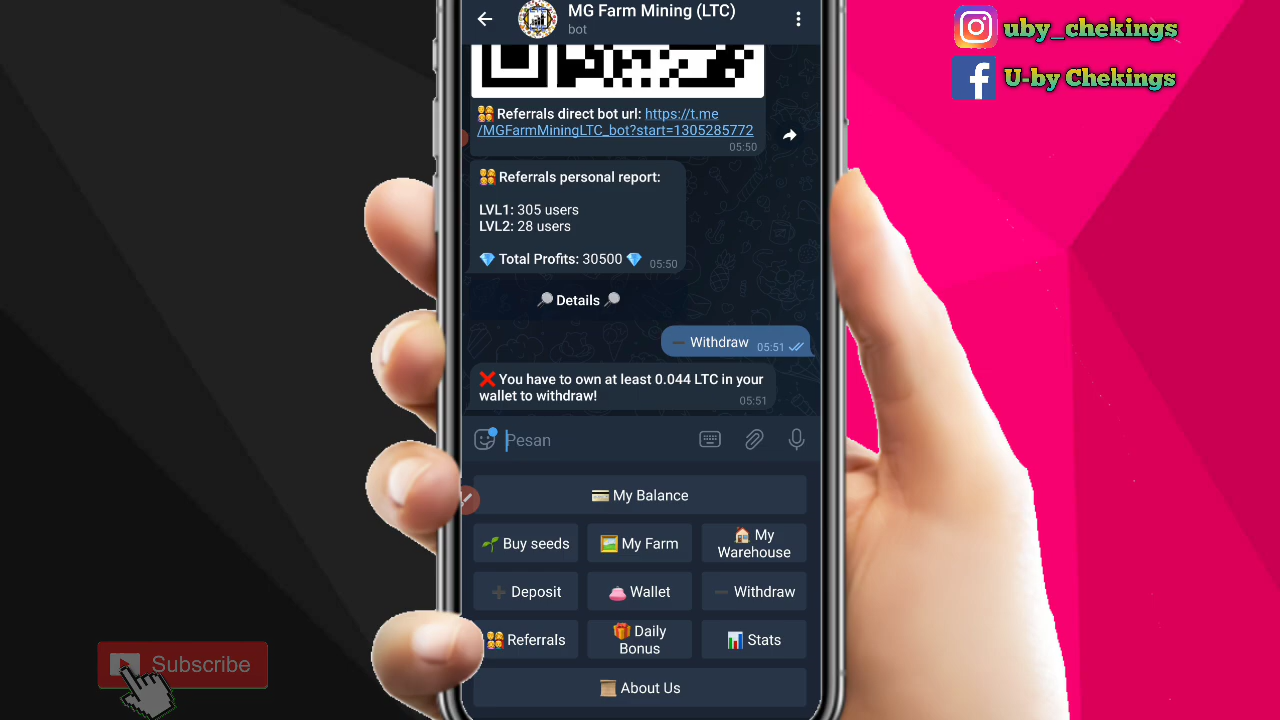 MG Farm Mining (LTC)
bot
uby_chekings
U-by Chekings
Referrals direct bot url: https://t.me
/MGFarmMiningLTC_bot?start=1305285772
05:50
Referrals personal report:
LVL1: 305 users
LVL2: 28 users
Total Profits: 30500
05:50
Details
Withdraw 05:51
You have to own at least 0.044 LTC in your
wallet to withdraw!
05:51
Pesan
My Balance
Buy seeds
My Farm
My
Warehouse
Deposit
Wallet
Withdraw
Referrals
Daily
Bonus
Stats
About Us
Subscribe